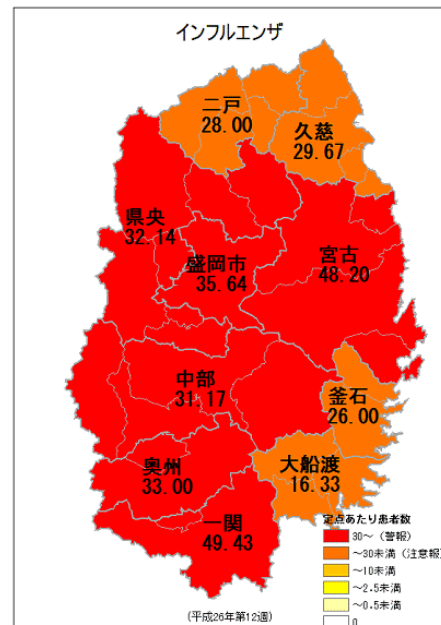 インフルエンザ
二戸
28.00
久慈
29.67
県央
32.14
盛岡市
35.64
宮古
48.20
中部
31.17
釜石
26.00
奥州
33.00
大船渡
16.33
一関
49.43
定点あたり患者数
30～（警報）
～30未満（注意報）
～10未満
～2.5未満
～0.5未満
0
(平成26年第12週)